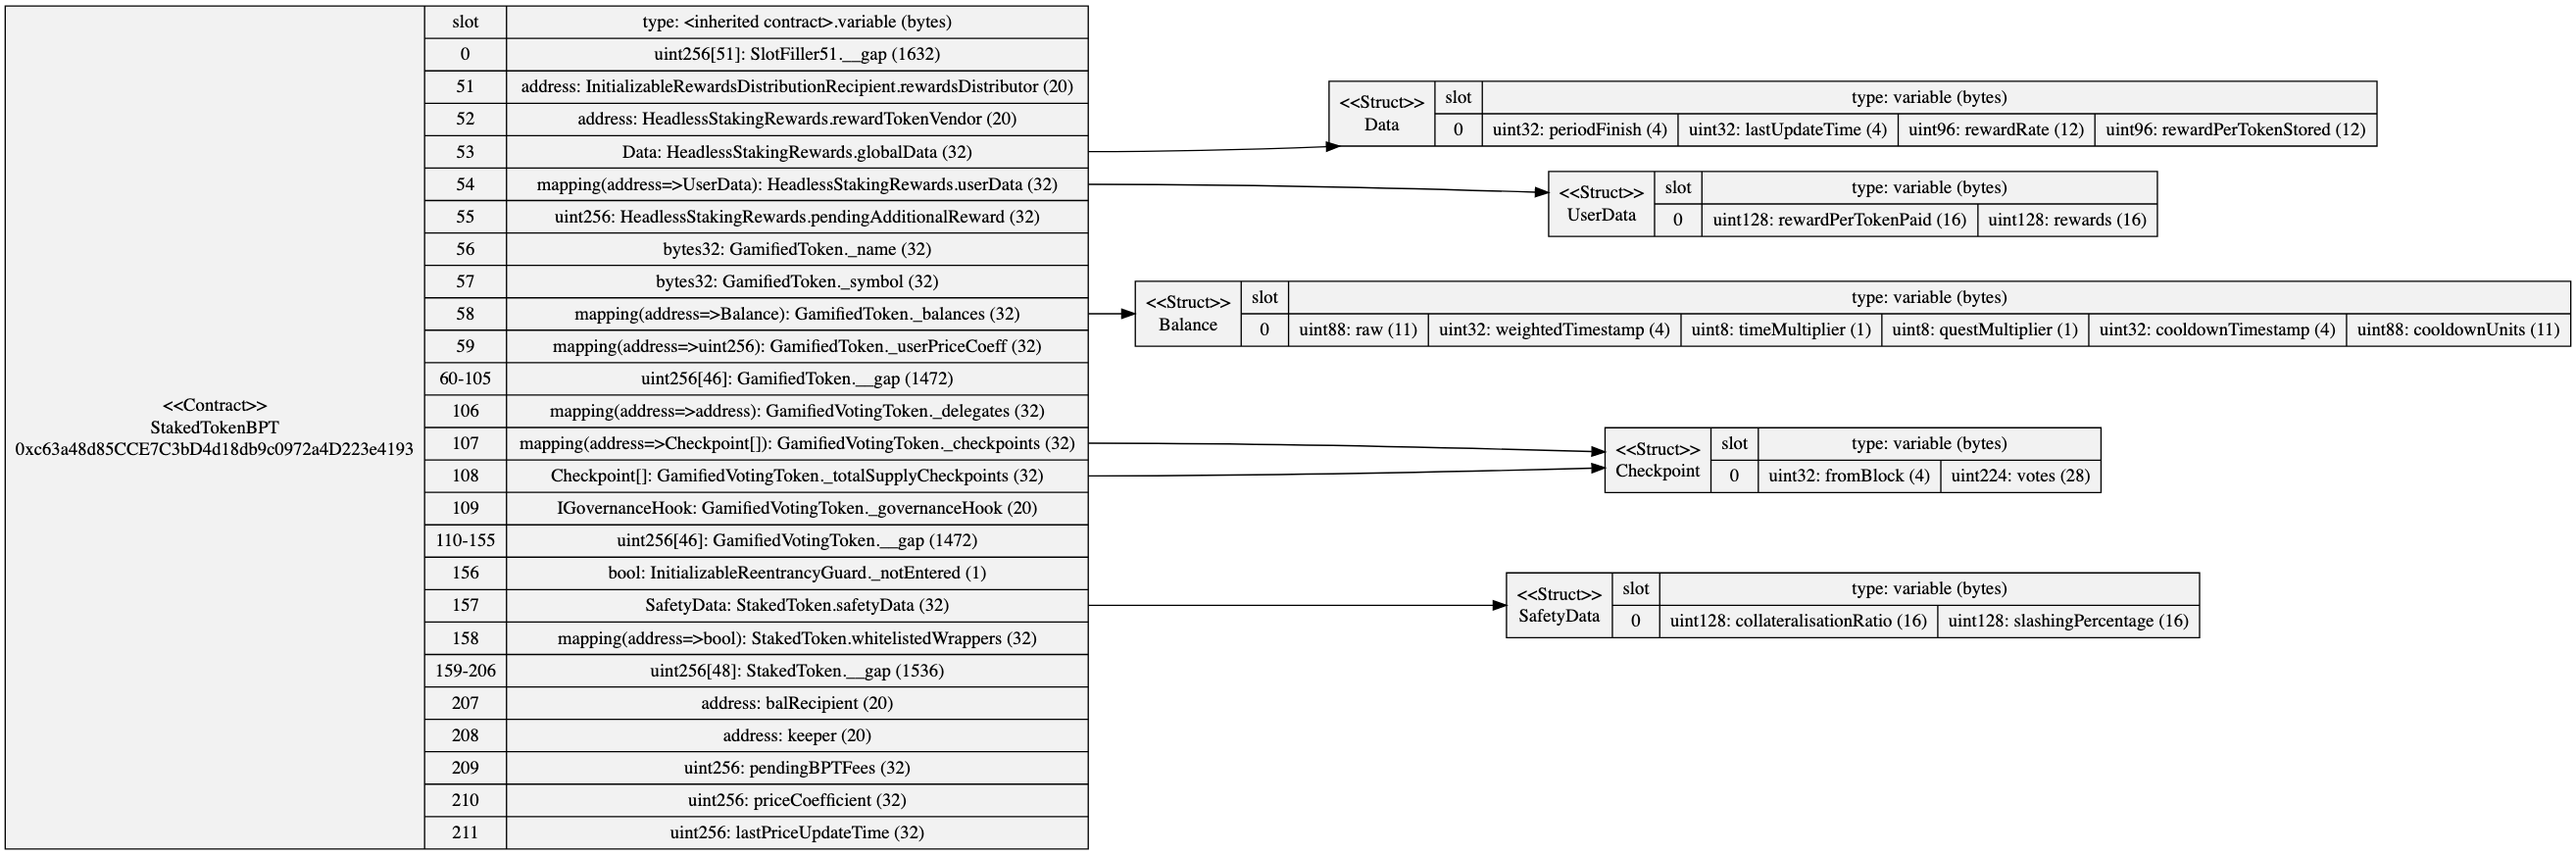 <<Contract>>
StakedTokenBPT
0xc63a48d85CCE7C3bD4d18db9c0972a4D223e4193
slot type: <inherited contract>.variable (bytes)
0 uint256[51]: SlotFiller51.__gap (1632)
51 address: InitializableRewardsDistributionRecipient.rewardsDistributor (20)
52 address: HeadlessStakingRewards.rewardTokenVendor (20)
53 Data: HeadlessStakingRewards.globalData (32)
54 mapping(address=>UserData): HeadlessStakingRewards.userData (32)
55 uint256: HeadlessStakingRewards.pendingAdditionalReward (32)
56 bytes32: GamifiedToken._name (32)
57 bytes32: GamifiedToken._symbol (32)
58 mapping(address=>Balance): GamifiedToken._balances (32)
59 mapping(address=>uint256): GamifiedToken._userPriceCoeff (32)
60-105 uint256[46]: GamifiedToken.__gap (1472)
106 mapping(address=>address): GamifiedVotingToken._delegates (32)
107 mapping(address=>Checkpoint[]): GamifiedVotingToken._checkpoints (32)
108 Checkpoint[]: GamifiedVotingToken._totalSupplyCheckpoints (32)
109 IGovernanceHook: GamifiedVotingToken._governanceHook (20)
110-155 uint256[46]: GamifiedVotingToken.__gap (1472)
156 bool: InitializableReentrancyGuard._notEntered (1)
157 SafetyData: StakedToken.safetyData (32)
158 mapping(address=>bool): StakedToken.whitelistedWrappers (32)
159-206 uint256[48]: StakedToken.__gap (1536)
207 address: balRecipient (20)
208 address: keeper (20)
209 uint256: pendingBPTFees (32)
210 uint256: priceCoefficient (32)
211 uint256: lastPriceUpdateTime (32)
<<Struct>>
Data
slot type: variable (bytes)
0 uint32: periodFinish (4) uint32: lastUpdateTime (4) uint96: rewardRate (12) uint96: rewardPerTokenStored (12)
<<Struct>>
UserData
slot type: variable (bytes)
0 uint128: rewardPerTokenPaid (16) uint128: rewards (16)
<<Struct>>
Balance
slot type: variable (bytes)
0 uint88: raw (11) uint32: weightedTimestamp (4) uint8: timeMultiplier (1) uint8: questMultiplier (1) uint32: cooldownTimestamp (4) uint88: cooldownUnits (11)
<<Struct>>
Checkpoint
slot type: variable (bytes)
0 uint32: fromBlock (4) uint224: votes (28)
<<Struct>>
SafetyData
slot type: variable (bytes)
0 uint128: collateralisationRatio (16) uint128: slashingPercentage (16)